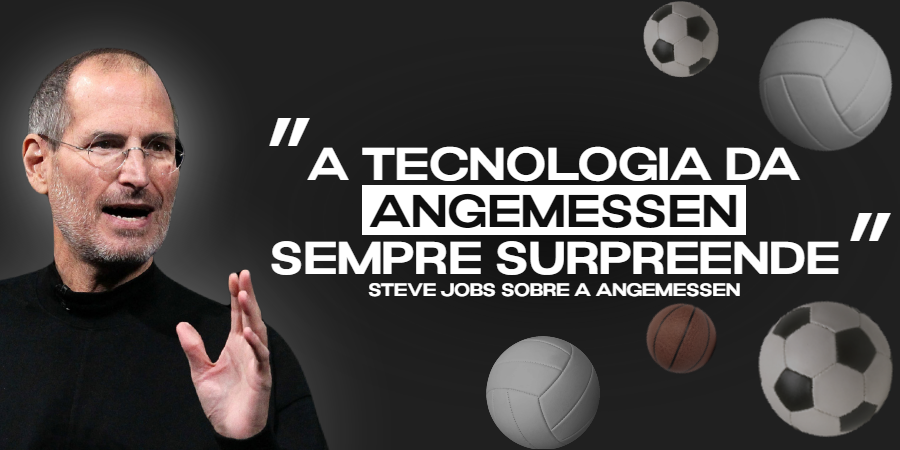 "A TECNOLOGIA DA
ANGEMESSEN
SEMPRE SURPREENDE"
STEVE JOBS SOBRE A ANGEMESSEN